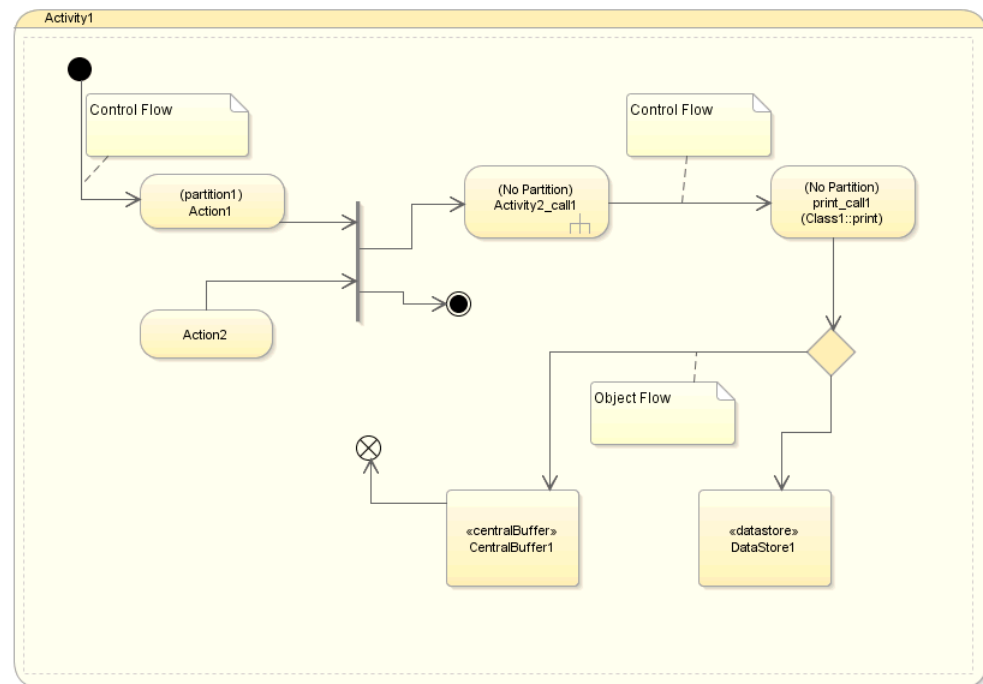 Activity1
Control Flow
Control Flow
(partition1)
Action1
(No Partition)
Activity2_call1
(No Partition)
print_call1
(Class1::print)
Action2
Object Flow
«centralBuffer»
CentralBuffer1
«datastore»
DataStore1